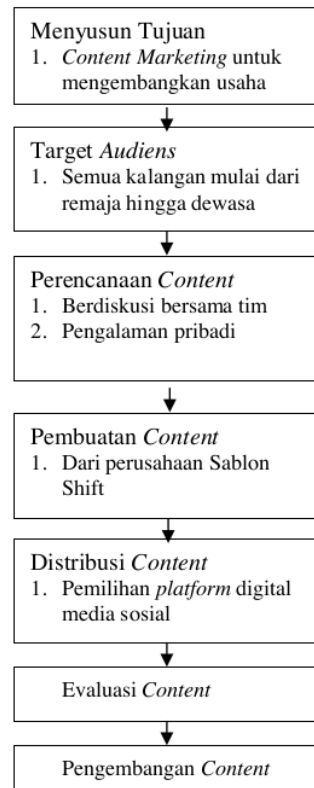 Menyusun Tujuan
1. Content Marketing untuk
mengembangkan usaha
Target Audiens
1. Semua kalangan mulai dari
remaja hingga dewasa
Perencanaan Content
1. Berdiskusi bersama tim
2. Pengalaman pribadi
Pembuatan Content
1. Dari perusahaan Sablon
Shift
Distribusi Content
1. Pemilihan platform digital
media sosial
Evaluasi Content
Pengembangan Content